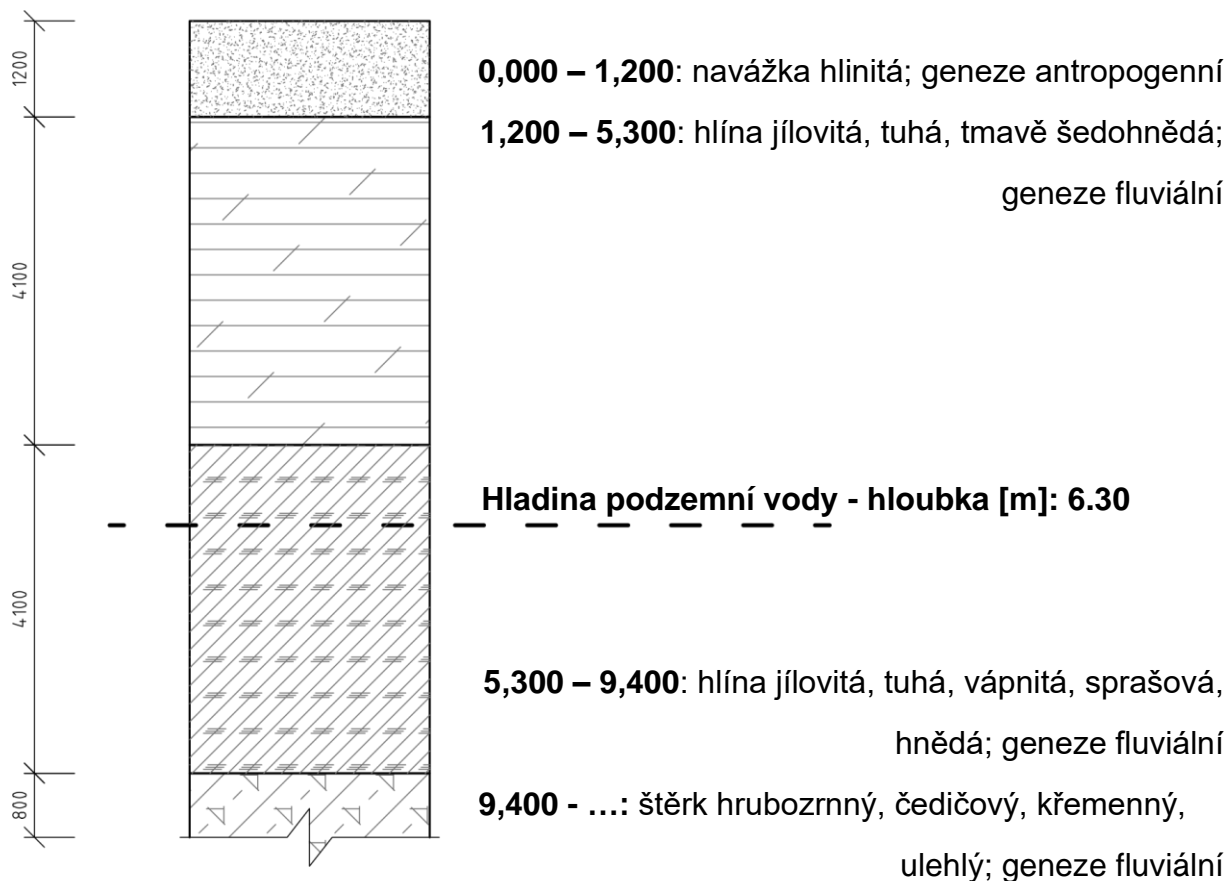 1200
0,000 – 1,200: navážka hlinitá; geneze antropogenní
1,200 – 5,300: hlína jílovitá, tuhá, tmavě šedohnědá;
geneze fluviální
4100
Hladina podzemní vody - hloubka [m]: 6.30
4100
5,300 – 9,400: hlína jílovitá, tuhá, vápnitá, sprašová,
hnědá; geneze fluviální
800
9,400 - …: štěrk hrubozrnný, čedičový, křemenný,
ulehlý; geneze fluviální